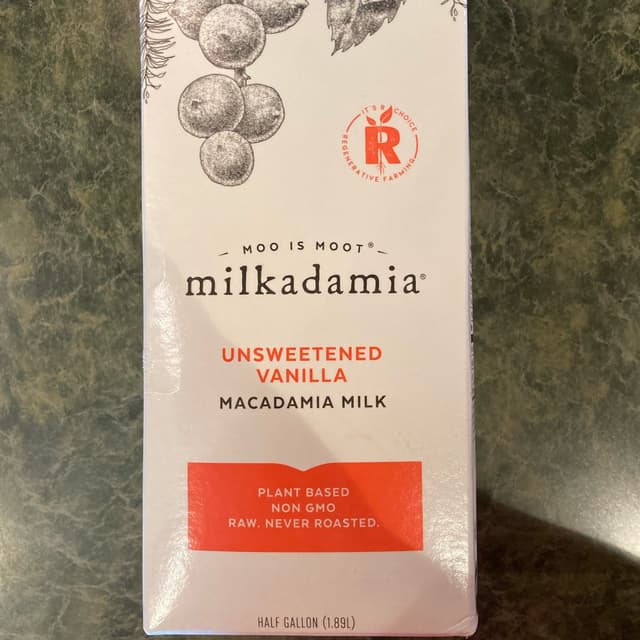 IT'S R CHOICE
REGENERATIVE FARMING
R
MOO IS MOOT®
milkadamia®
UNSWEETENED
VANILLA
MACADAMIA MILK
PLANT BASED
NON GMO
RAW. NEVER ROASTED.
HALF GALLON (1.89L)